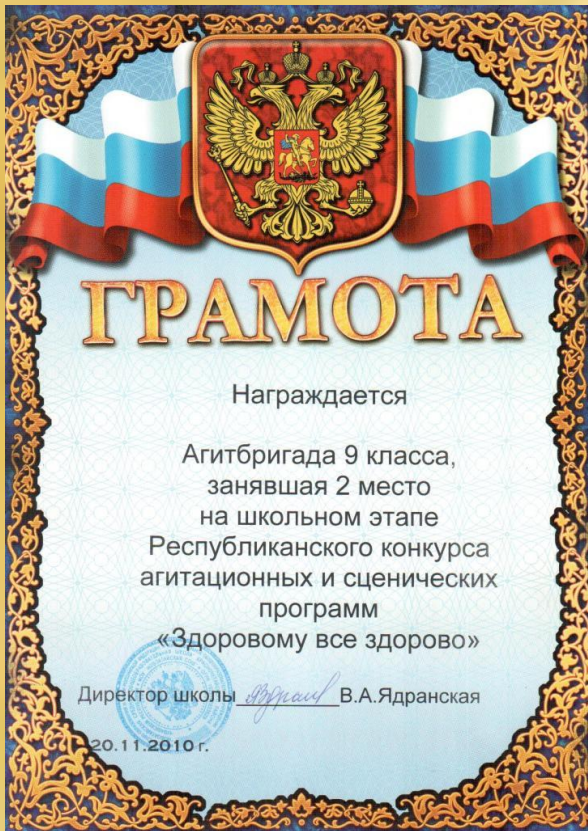 ГРАМОТА
Награждается
Агитбригада 9 класса,
занявшая 2 место
на школьном этапе
Республиканского конкурса
агитационных и сценических
программ
«Здоровому все здорово»
Директор школы В.А.Ядранская
20.11.2010 г.